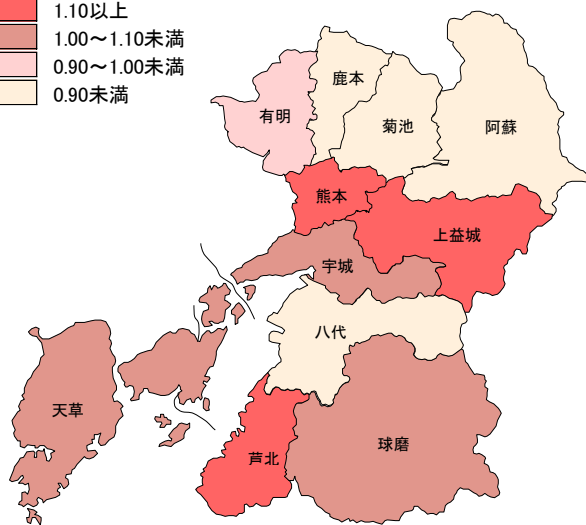 1.10以上
1.00～1.10未満
0.90～1.00未満
0.90未満
鹿本
有明
菊池
阿蘇
熊本
上益城
宇城
八代
天草
球磨
芦北